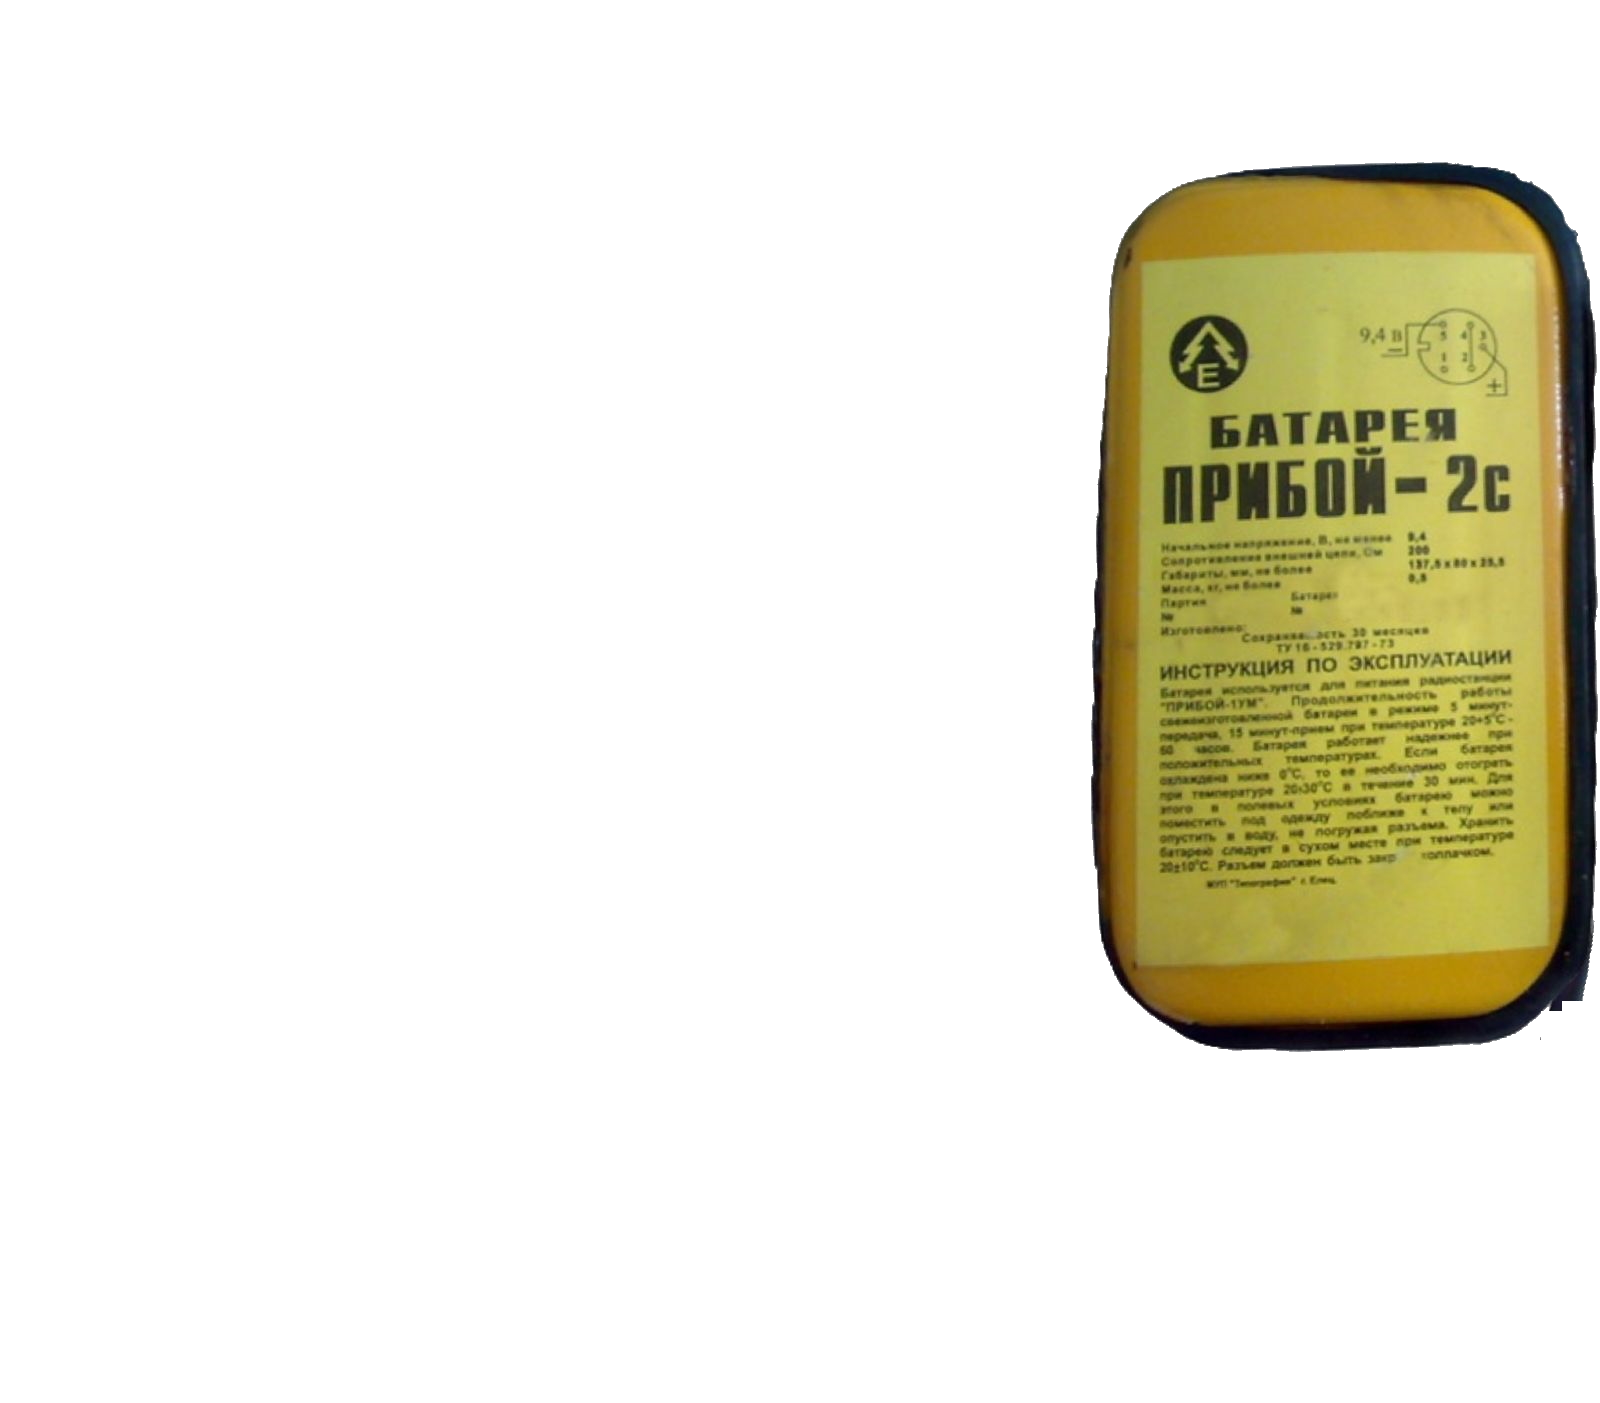 Е
9,4 В
5 4 3
1 2
−
+
БАТАРЕЯ
ПРИБОЙ - 2с
Начальное напряжение, В, не менее 9,4
Сопротивление внешней цепи, Ом 200
Габариты, мм, не более 137,5 х 80 х 25,5
Масса, кг, не более 0,5
Партия Батарея
№ №
Изготовлено:
Сохраняемость 30 месяцев
ТУ 16 - 529.797 - 73
ИНСТРУКЦИЯ ПО ЭКСПЛУАТАЦИИ
Батарея используется для питания радиостанции
"ПРИБОЙ-1УМ". Продолжительность работы
свежеизготовленной батареи в режиме 5 минут-
передача, 15 минут-прием при температуре 20+5°С -
60 часов. Батарея работает надежнее при
положительных температурах. Если батарея
охлаждена ниже 0°С, то ее необходимо отогреть
при температуре 20±30°С в течение 30 мин. Для
этого в полевых условиях батарею можно
поместить под одежду поближе к телу или
опустить в воду, не погружая разъема. Хранить
батарею следует в сухом месте при температуре
20±10°С. Разъем должен быть закр толпачком.
МУП "Типография" г. Елец.